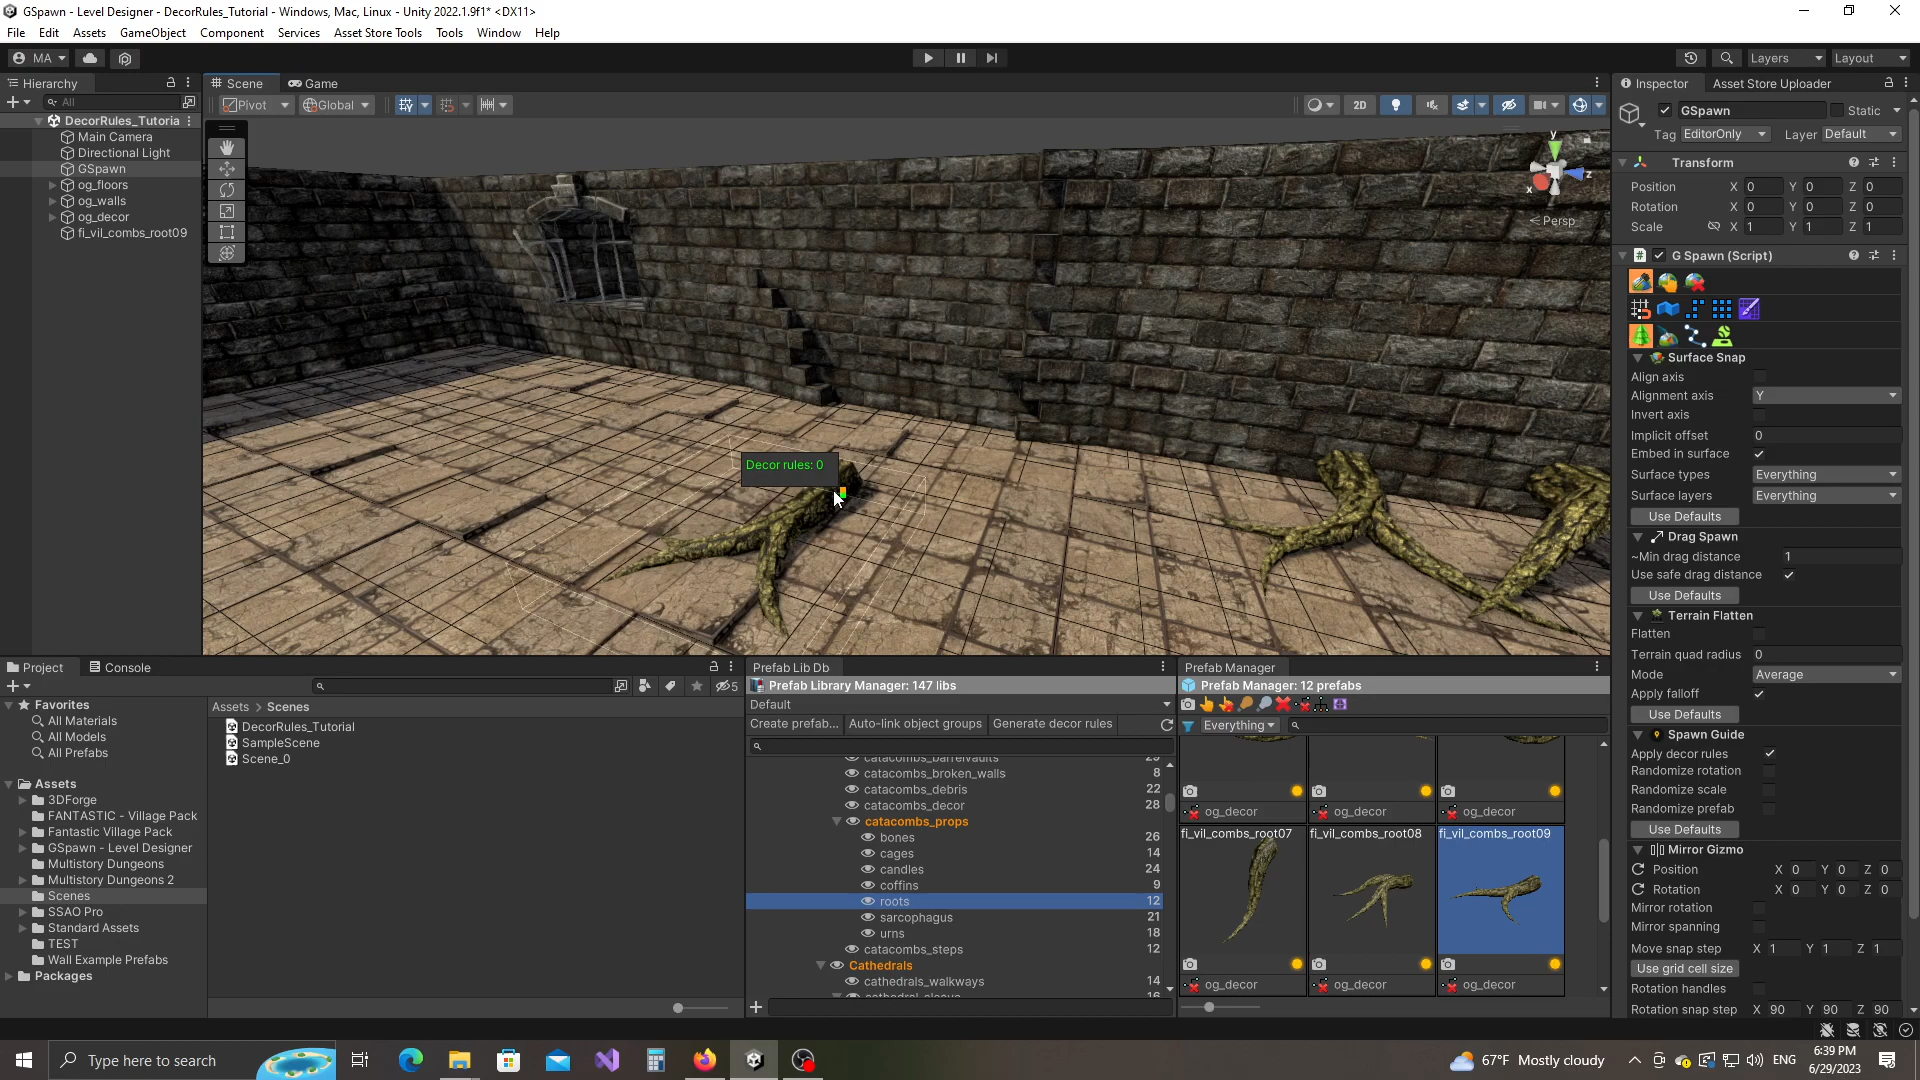 GSpawn - Level Designer - DecorRules_Tutorial - Windows, Mac, Linux - Unity 2022.1.9f1* <DX11>
File Edit Assets GameObject Component Services Asset Store Tools Tools Window Help
MA
Layers
Layout
Hierarchy
Scene
Game
Inspector
Asset Store Uploader
All
Pivot
Global
2D
DecorRules_Tutoria
Main Camera
Directional Light
GSpawn
og_floors
og_walls
og_decor
fi_vil_combs_root09
y
x
z
< Persp
Decor rules: 0
GSpawn
Static
Tag EditorOnly
Layer Default
Transform
Position X 0 Y 0 Z 0
Rotation X 0 Y 0 Z 0
Scale X 1 Y 1 Z 1
G Spawn (Script)
Surface Snap
Align axis
Alignment axis Y
Invert axis
Implicit offset 0
Embed in surface
Surface types Everything
Surface layers Everything
Use Defaults
Drag Spawn
~Min drag distance 1
Use safe drag distance
Use Defaults
Terrain Flatten
Flatten
Terrain quad radius 0
Mode Average
Apply falloff
Use Defaults
Spawn Guide
Apply decor rules
Randomize rotation
Randomize scale
Randomize prefab
Use Defaults
Mirror Gizmo
Position X 0 Y 0 Z 0
Rotation X 0 Y 0 Z 0
Mirror rotation
Mirror spanning
Move snap step X 1 Y 1 Z 1
Use grid cell size
Rotation handles
Rotation snap step X 90 Y 90 Z 90
Project
Console
5
Favorites
All Materials
All Models
All Prefabs
Assets
3DForge
FANTASTIC - Village Pack
Fantastic Village Pack
GSpawn - Level Designer
Multistory Dungeons
Multistory Dungeons 2
Scenes
SSAO Pro
Standard Assets
TEST
Wall Example Prefabs
Packages
Assets > Scenes
DecorRules_Tutorial
SampleScene
Scene_0
Prefab Lib Db
Prefab Library Manager: 147 libs
Default
Create prefab... Auto-link object groups Generate decor rules
catacombs_barrelvaults 29
catacombs_broken_walls 8
catacombs_debris 22
catacombs_decor 28
catacombs_props
bones 26
cages 14
candles 24
coffins 9
roots 12
sarcophagus 21
urns 18
catacombs_steps 12
Cathedrals
cathedrals_walkways 14
16
Prefab Manager
Prefab Manager: 12 prefabs
Everything
og_decor og_decor og_decor
fi_vil_combs_root07 fi_vil_combs_root08 fi_vil_combs_root09
og_decor og_decor og_decor
Type here to search
67°F Mostly cloudy
ENG
6:39 PM
6/29/2023